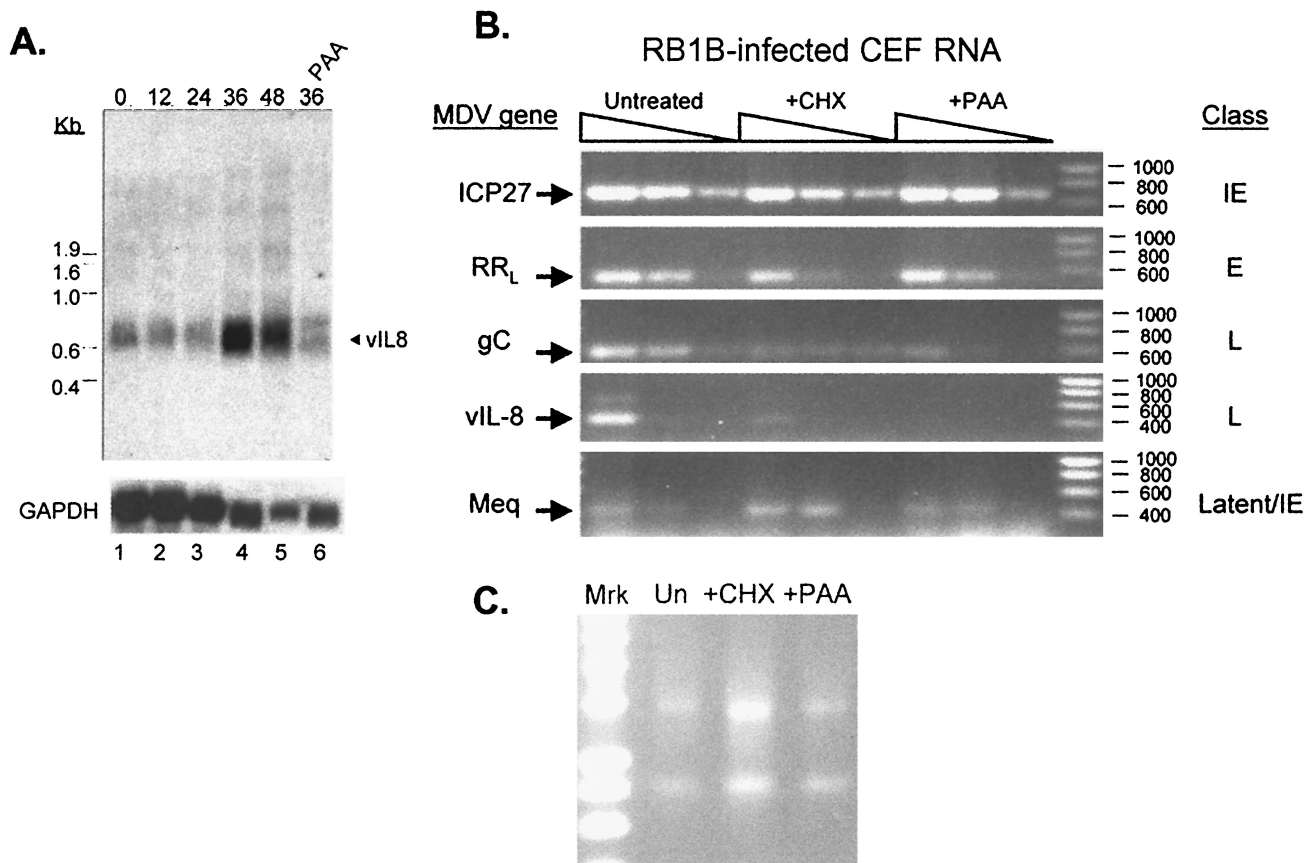 A.
PAA
0 12 24 36 48 36
Kb
1.9
1.6
1.0
0.6
0.4
vIL8
GAPDH
1 2 3 4 5 6
B.
RB1B-infected CEF RNA
MDV gene
Untreated +CHX +PAA
Class
ICP27
1000
800
600
IE
RRL
1000
800
600
E
gC
1000
800
600
L
vIL-8
1000
800
600
400
L
Meq
1000
800
600
400
Latent/IE
C.
Mrk Un +CHX +PAA